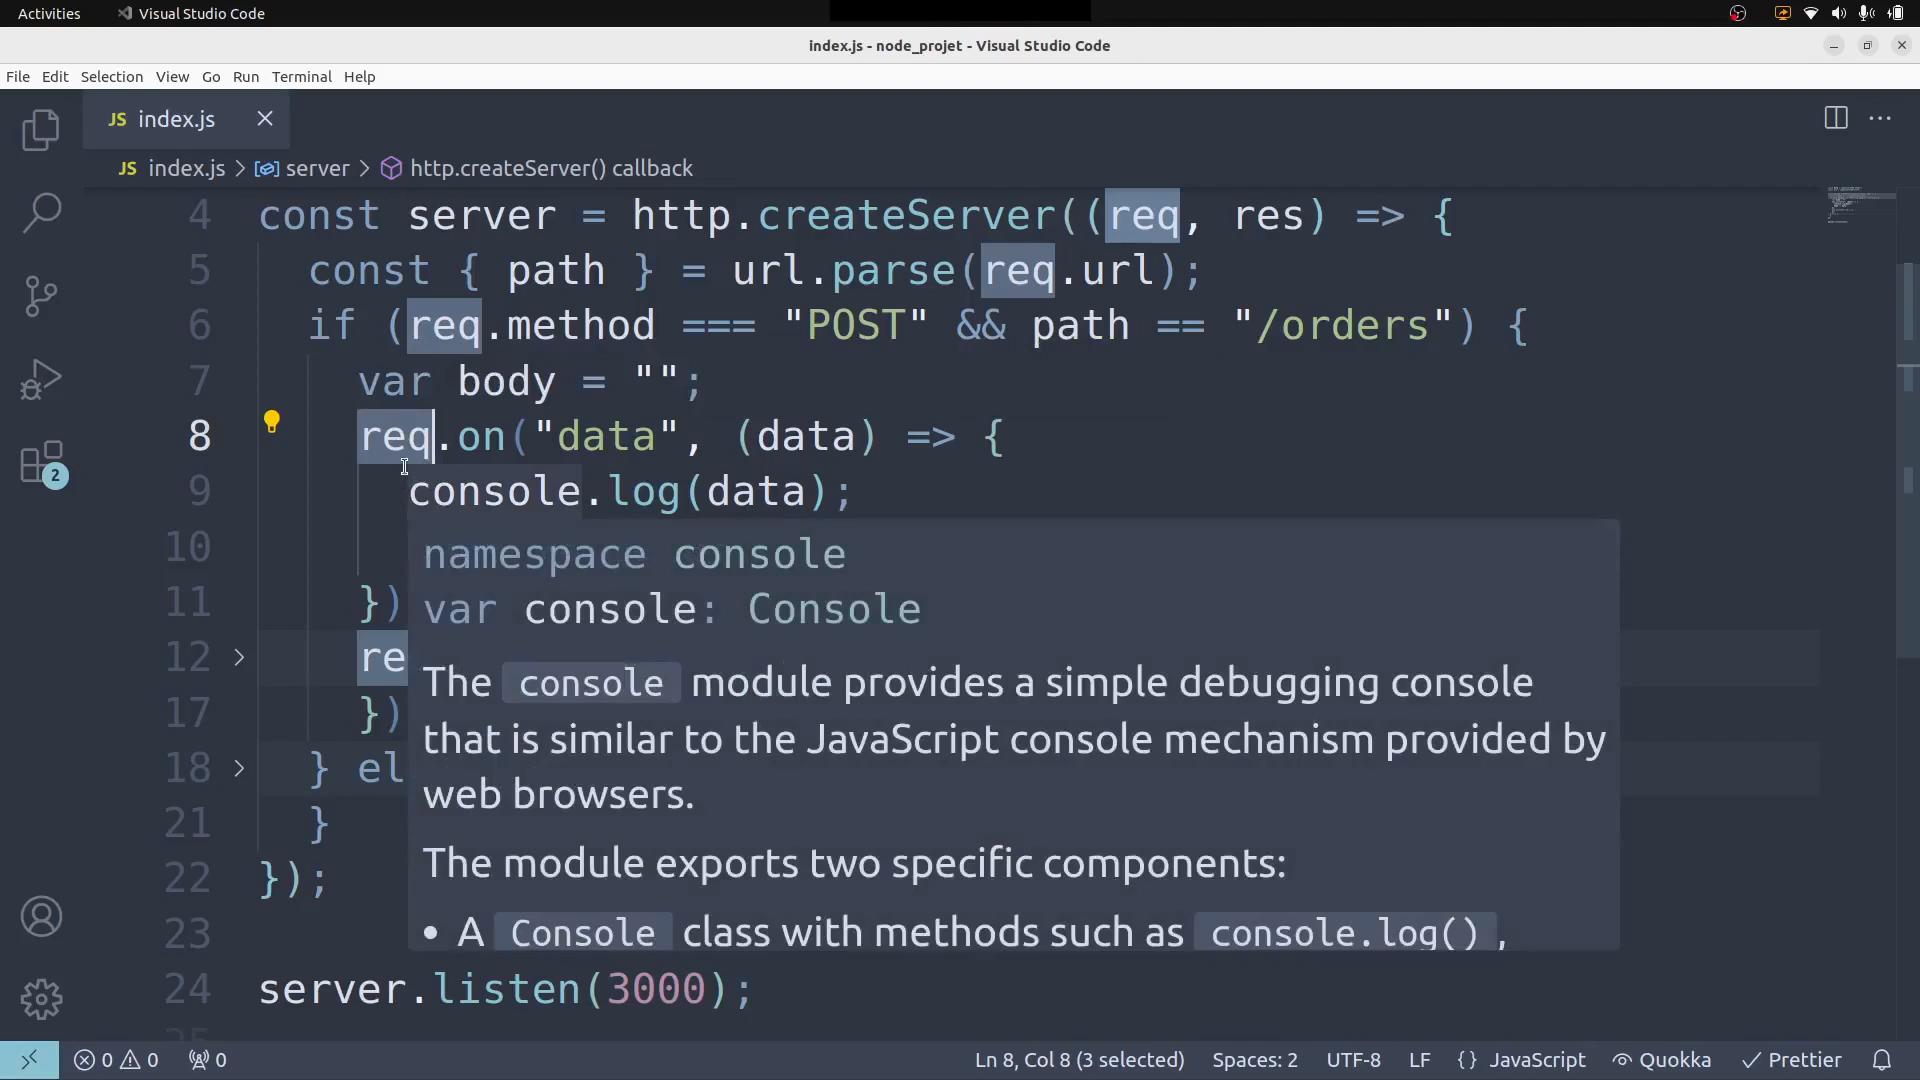 Activities Visual Studio Code
index.js - node_projet - Visual Studio Code
File Edit Selection View Go Run Terminal Help
JS index.js
JS index.js > server > http.createServer() callback
4 const server = http.createServer((req, res) => {
5 const { path } = url.parse(req.url);
6 if (req.method === "POST" && path == "/orders") {
7 var body = "";
8 req.on("data", (data) => {
9 console.log(data);
10
namespace console
11 })
var console: Console
12 re
The console module provides a simple debugging console
17 })
that is similar to the JavaScript console mechanism provided by
18 } el
web browsers.
21 }
The module exports two specific components:
22 });
23
• A Console class with methods such as console.log(),
24 server.listen(3000);
2
0 0 0 Ln 8, Col 8 (3 selected) Spaces: 2 UTF-8 LF {} JavaScript Quokka Prettier